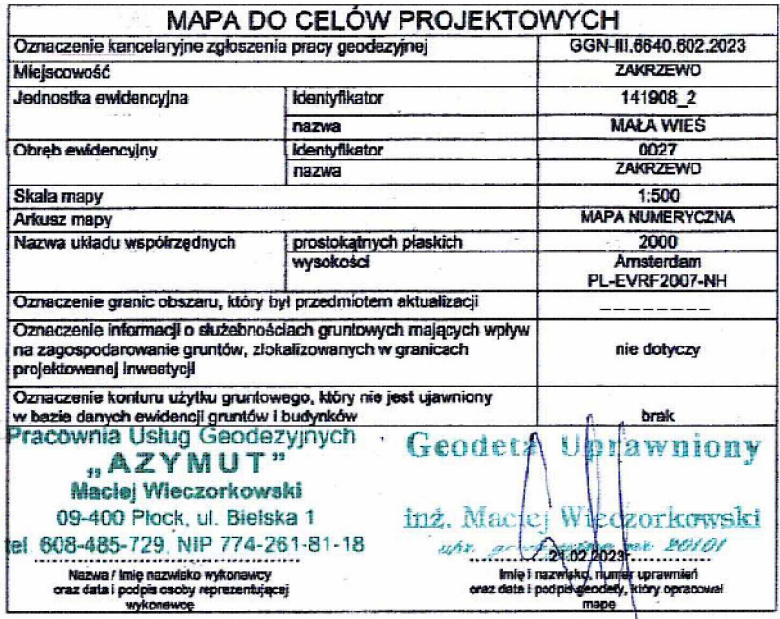 MAPA DO CELÓW PROJEKTOWYCH
Oznaczenie kancelaryjne zgłoszenia pracy geodezyjnej GGN-III.6640.602.2023
Miejscowość ZAKRZEWO
Jednostka ewidencyjna identyfikator 141908_2
nazwa MAŁA WIEŚ
Obręb ewidencyjny identyfikator 0027
nazwa ZAKRZEWO
Skala mapy 1:500
Arkusz mapy MAPA NUMERYCZNA
Nazwa układu współrzędnych prostokątnych płaskich 2000
wysokości Amsterdam
PL-EVRF2007-NH
Oznaczenie granic obszaru, który był przedmiotem aktualizacji ________
Oznaczenie informacji o służebnościach gruntowych mających wpływ
na zagospodarowanie gruntów, zlokalizowanych w granicach nie dotyczy
projektowanej inwestycji
Oznaczenie konturu użytku gruntowego, który nie jest ujawniony
w bazie danych ewidencji gruntów i budynków brak
Pracownia Usług Geodezyjnych
„AZYMUT"
Maciej Wieczorkowski
09-400 Płock, ul. Bielska 1
tel. 608-485-729, NIP 774-261-81-18
Nazwa / Imię nazwisko wykonawcy
oraz data i podpis osoby reprezentującej
wykonawcę
Geodeta Uprawniony
inż. Maciej Wieczorkowski
upr. nr 20101
21.02.2023r.
Imię i nazwisko, numer uprawnień
oraz data i podpis geodety, który opracował
mapę